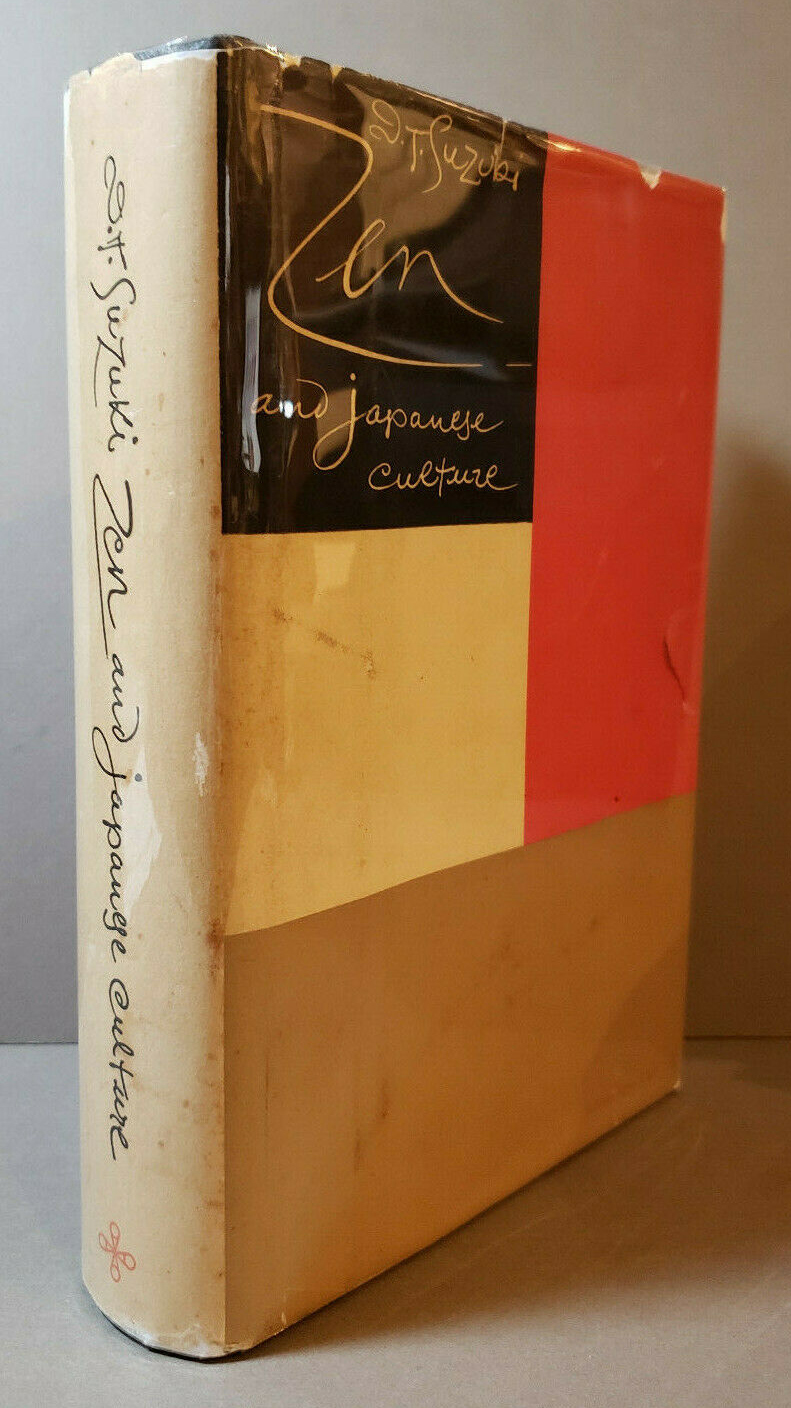 D.T. Suzuki Zen and japanese culture
D.T. Suzuki
Zen
and japanese
culture